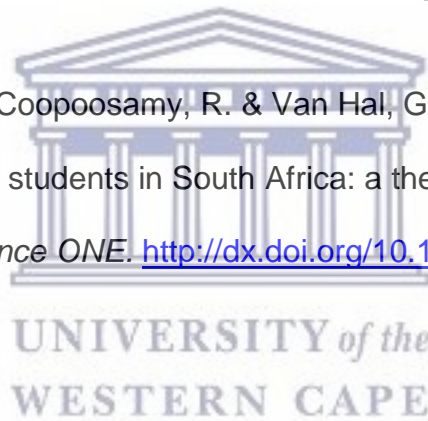 Coopoosamy, R. & Van Hal, G
students in South Africa: a the
nce ONE. http://dx.doi.org/10.1
UNIVERSITY of the
WESTERN CAPE